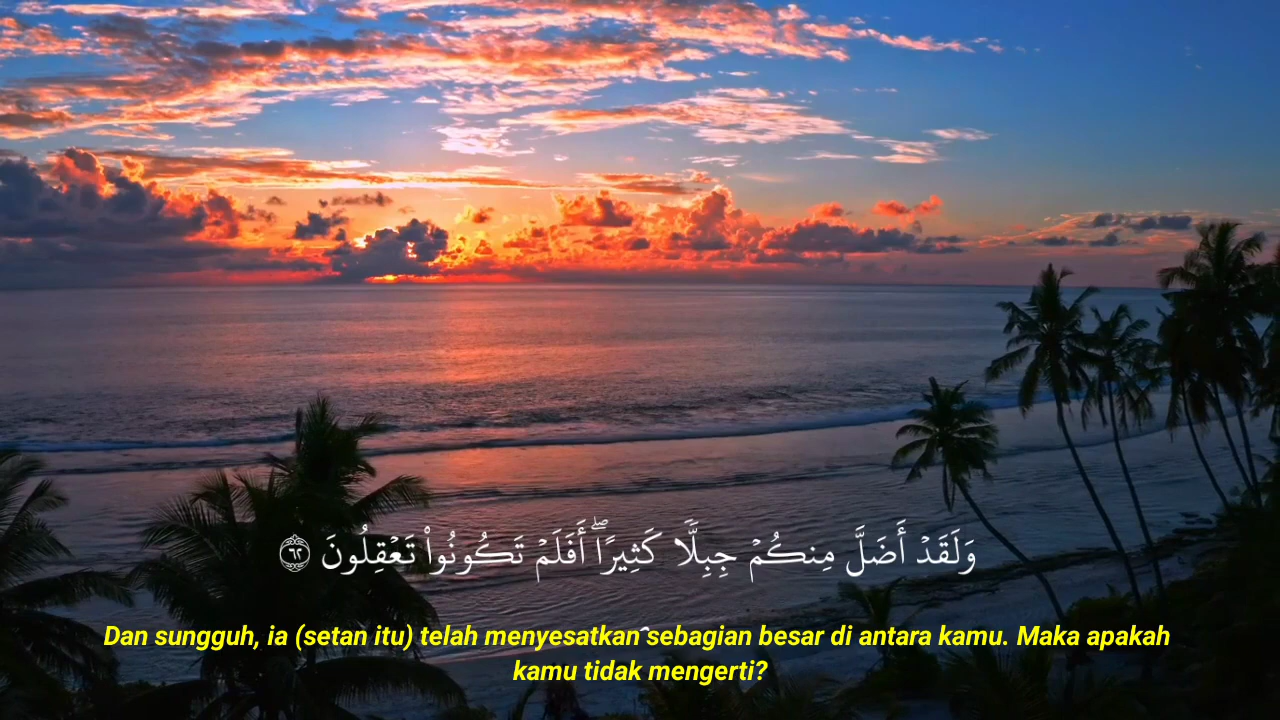 وَلَقَدۡ أَضَلَّ مِنكُمۡ جِبِلّٗا كَثِيرًاۖ أَفَلَمۡ تَكُونُواْ تَعۡقِلُونَ ٦٢
Dan sungguh, ia (setan itu) telah menyesatkan sebagian besar di antara kamu. Maka apakah
kamu tidak mengerti?